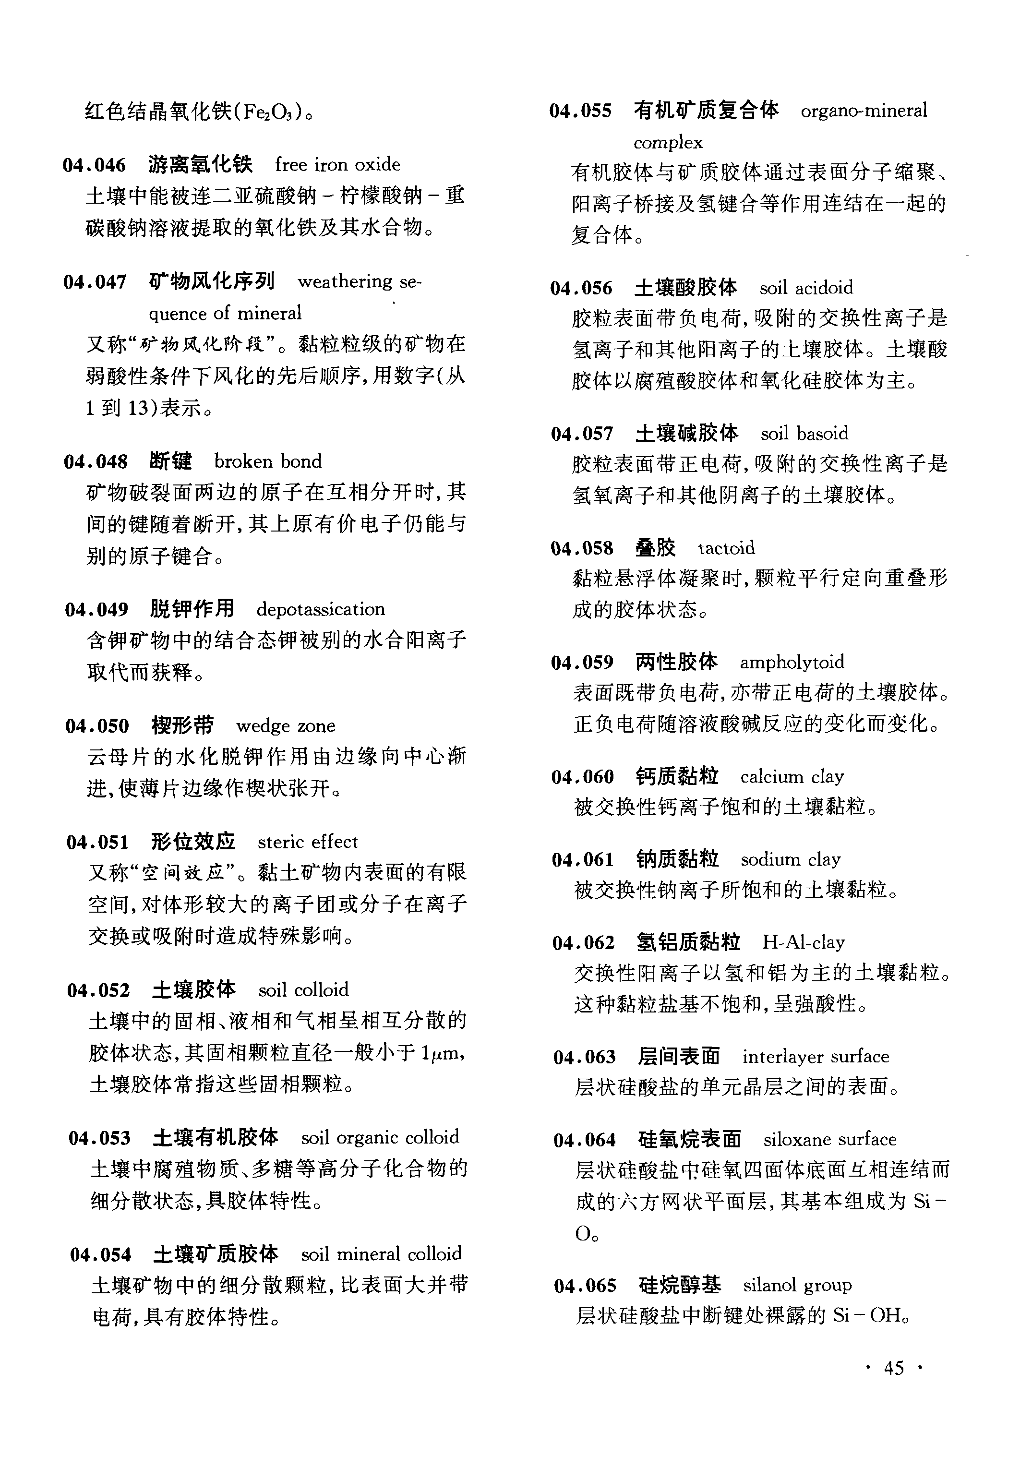 红色结晶氧化铁(Fe₂O₃)。
04.046 游离氧化铁 free iron oxide
土壤中能被连二亚硫酸钠－柠檬酸钠－重
碳酸钠溶液提取的氧化铁及其水合物。
04.047 矿物风化序列 weathering se-
quence of mineral
又称“矿物风化阶段”。黏粒粒级的矿物在
弱酸性条件下风化的先后顺序,用数字(从
1到13)表示。
04.048 断键 broken bond
矿物破裂面两边的原子在互相分开时,其
间的键随着断开,其上原有价电子仍能与
别的原子键合。
04.049 脱钾作用 depotassication
含钾矿物中的结合态钾被别的水合阳离子
取代而获释。
04.050 楔形带 wedge zone
云母片的水化脱钾作用由边缘向中心渐
进,使薄片边缘作楔状张开。
04.051 形位效应 steric effect
又称“空间效应”。黏土矿物内表面的有限
空间,对体形较大的离子团或分子在离子
交换或吸附时造成特殊影响。
04.052 土壤胶体 soil colloid
土壤中的固相、液相和气相呈相互分散的
胶体状态,其固相颗粒直径一般小于1μm,
土壤胶体常指这些固相颗粒。
04.053 土壤有机胶体 soil organic colloid
土壤中腐殖物质、多糖等高分子化合物的
细分散状态,具胶体特性。
04.054 土壤矿质胶体 soil mineral colloid
土壤矿物中的细分散颗粒,比表面大并带
电荷,具有胶体特性。
04.055 有机矿质复合体 organo-mineral
complex
有机胶体与矿质胶体通过表面分子缩聚、
阳离子桥接及氢键合等作用连结在一起的
复合体。
04.056 土壤酸胶体 soil acidoid
胶粒表面带负电荷,吸附的交换性离子是
氢离子和其他阳离子的土壤胶体。土壤酸
胶体以腐殖酸胶体和氧化硅胶体为主。
04.057 土壤碱胶体 soil basoid
胶粒表面带正电荷,吸附的交换性离子是
氢氧离子和其他阴离子的土壤胶体。
04.058 叠胶 tactoid
黏粒悬浮体凝聚时,颗粒平行定向重叠形
成的胶体状态。
04.059 两性胶体 ampholytoid
表面既带负电荷,亦带正电荷的土壤胶体。
正负电荷随溶液酸碱反应的变化而变化。
04.060 钙质黏粒 calcium clay
被交换性钙离子饱和的土壤黏粒。
04.061 钠质黏粒 sodium clay
被交换性钠离子所饱和的土壤黏粒。
04.062 氢铝质黏粒 H-Al-clay
交换性阳离子以氢和铝为主的土壤黏粒。
这种黏粒盐基不饱和,呈强酸性。
04.063 层间表面 interlayer surface
层状硅酸盐的单元晶层之间的表面。
04.064 硅氧烷表面 siloxane surface
层状硅酸盐中硅氧四面体底面互相连结而
成的六方网状平面层,其基本组成为Si－
O。
04.065 硅烷醇基 silanol group
层状硅酸盐中断键处裸露的Si－OH。
· 45 ·